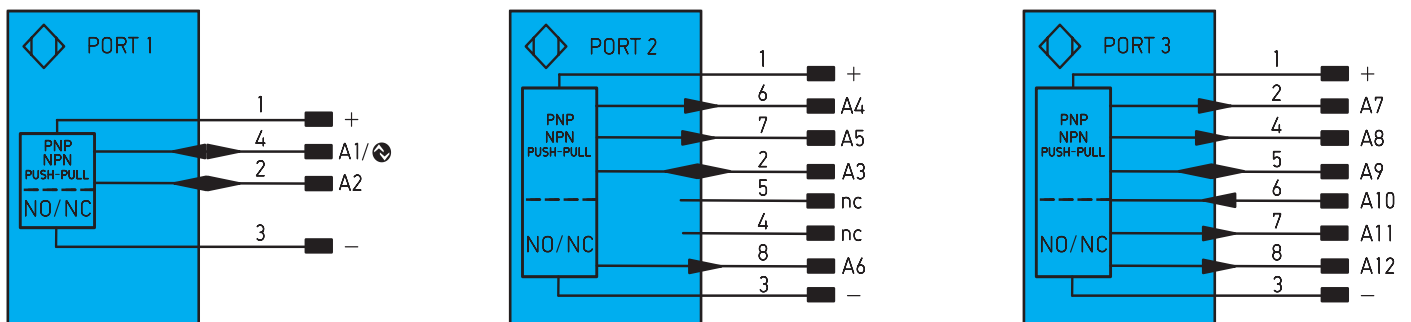 PORT 1
1 +
PNP
NPN
PUSH-PULL
NO/NC
4 A1/
2 A2
3 −
PORT 2
1 +
PNP
NPN
PUSH-PULL
NO/NC
6 A4
7 A5
2 A3
5 nc
4 nc
8 A6
3 −
PORT 3
1 +
PNP
NPN
PUSH-PULL
NO/NC
2 A7
4 A8
5 A9
6 A10
7 A11
8 A12
3 −